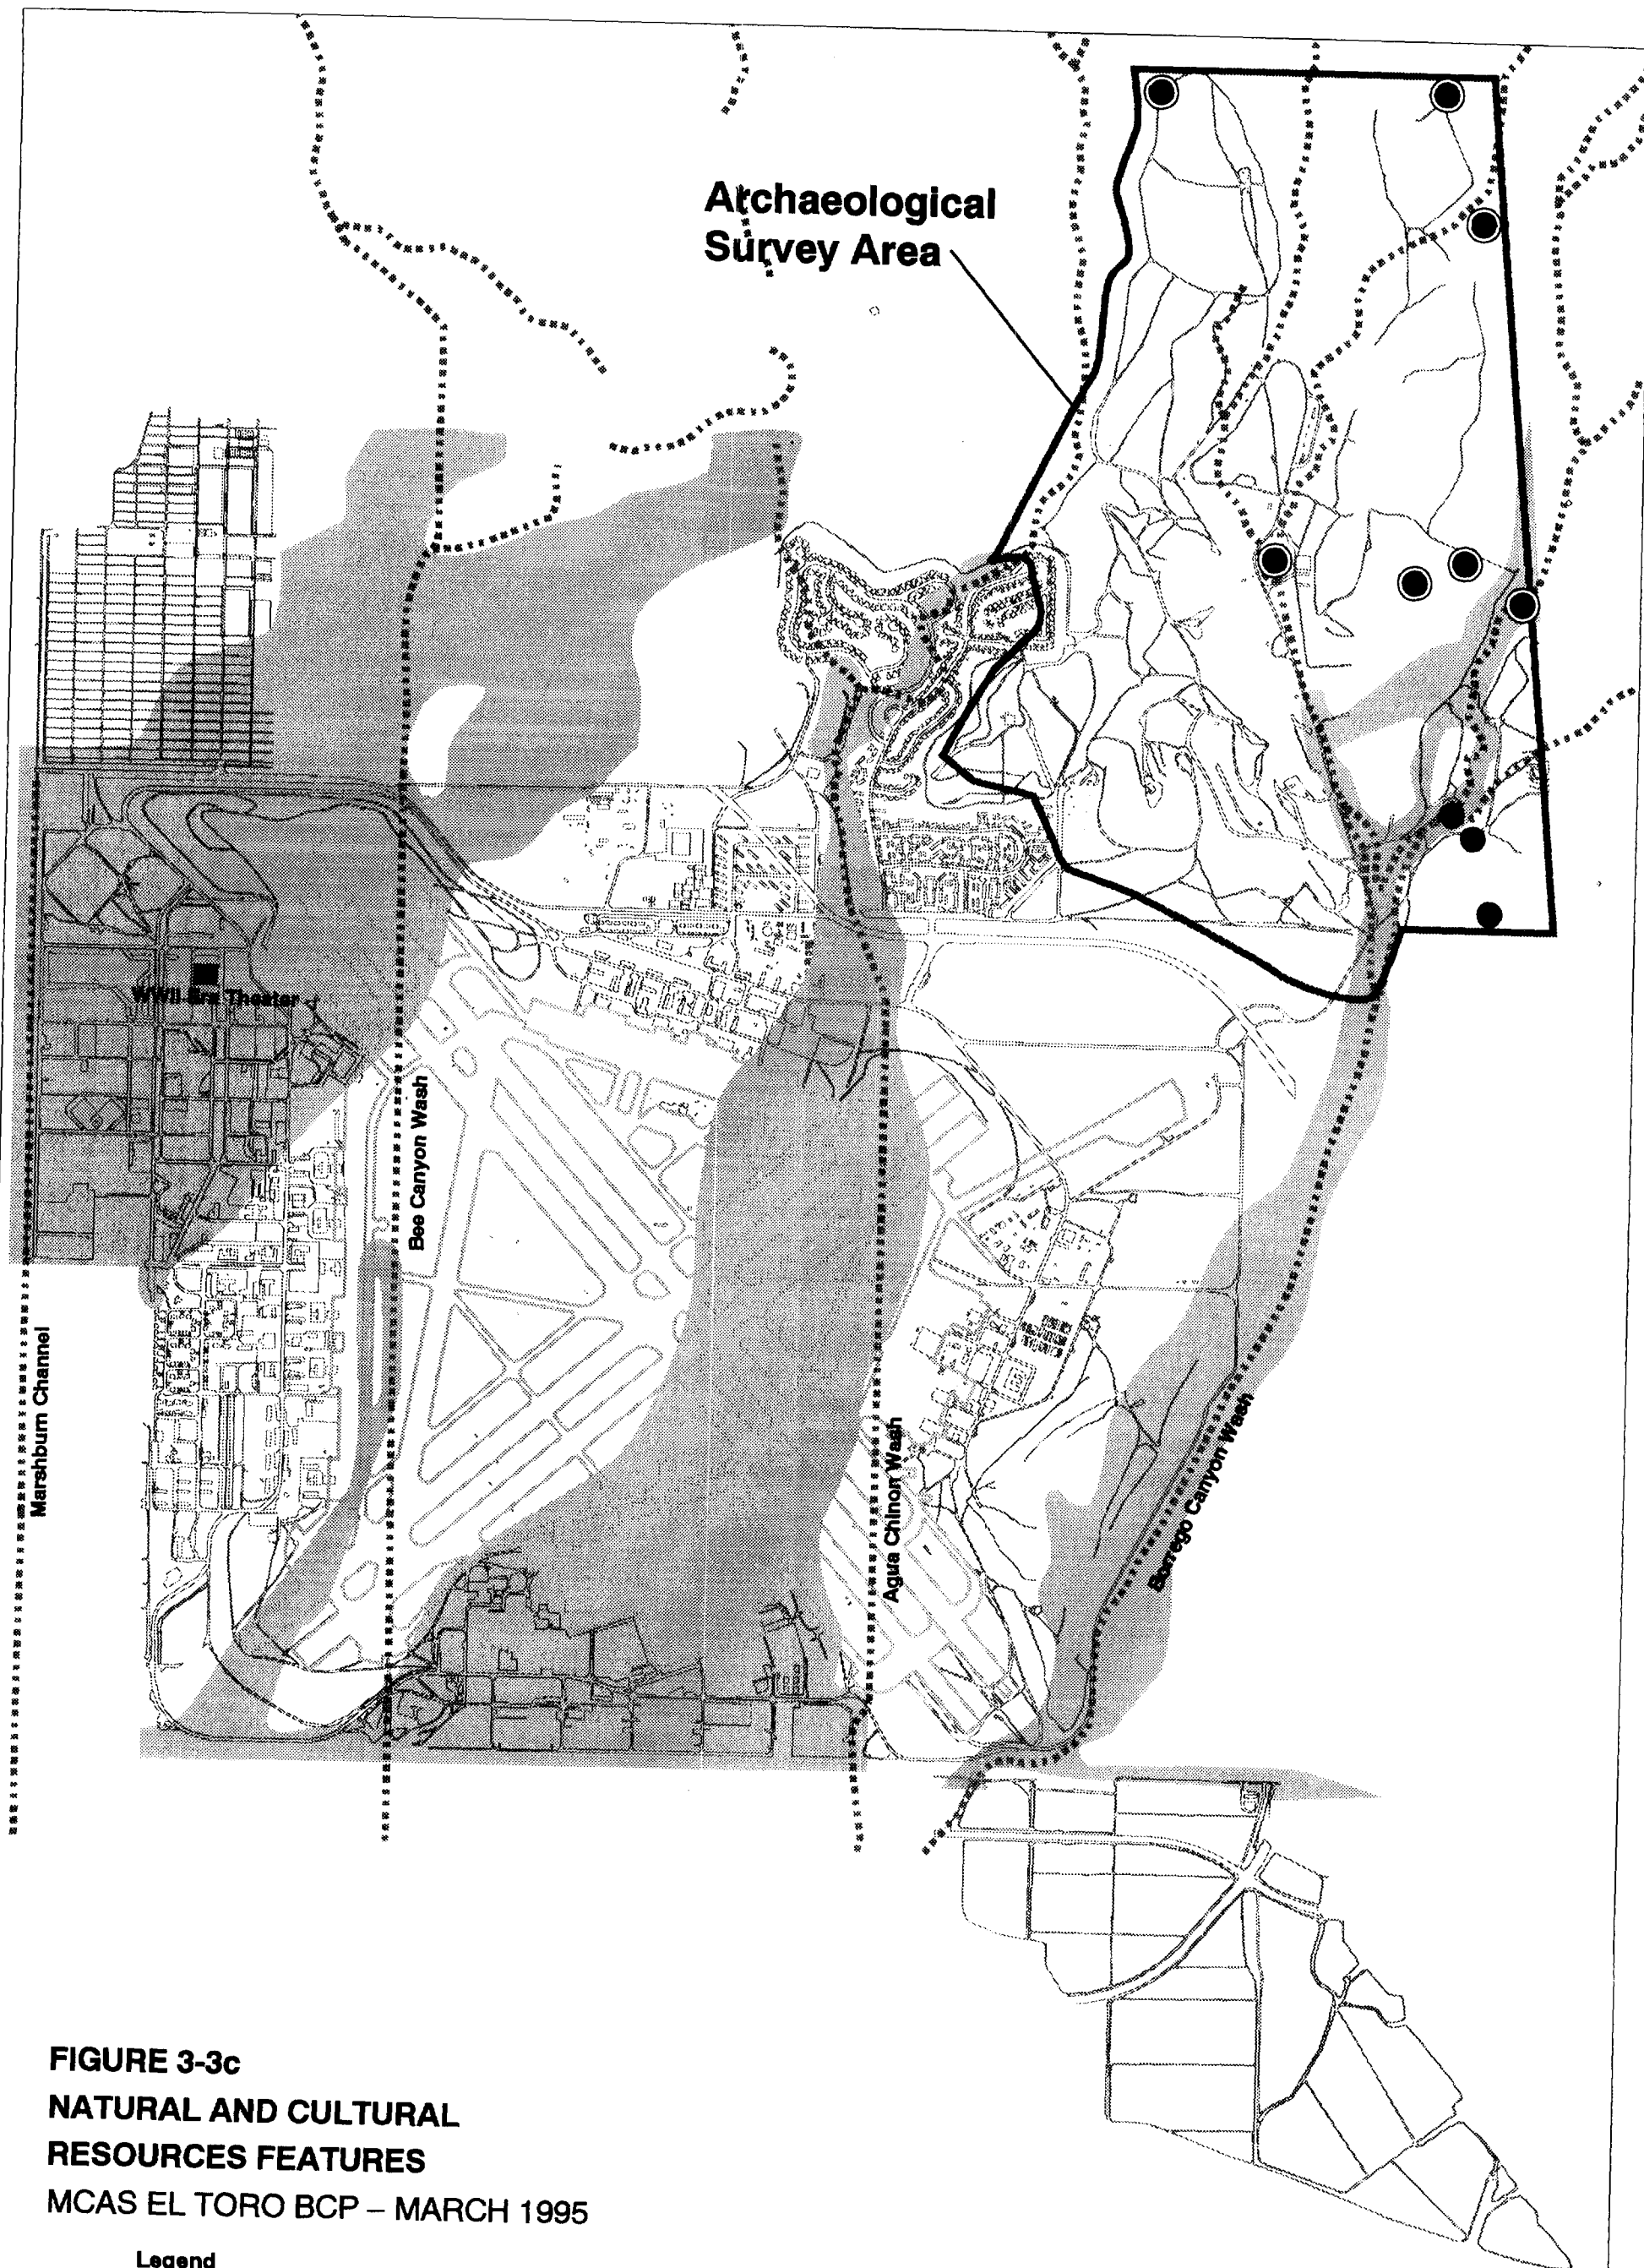 Archaeological
Survey Area
WWII-Era Theater
Bee Canyon Wash
Marshburn Channel
Agua Chinon Wash
Borrego Canyon Wash
FIGURE 3-3c
NATURAL AND CULTURAL
RESOURCES FEATURES
MCAS EL TORO BCP – MARCH 1995
Legend